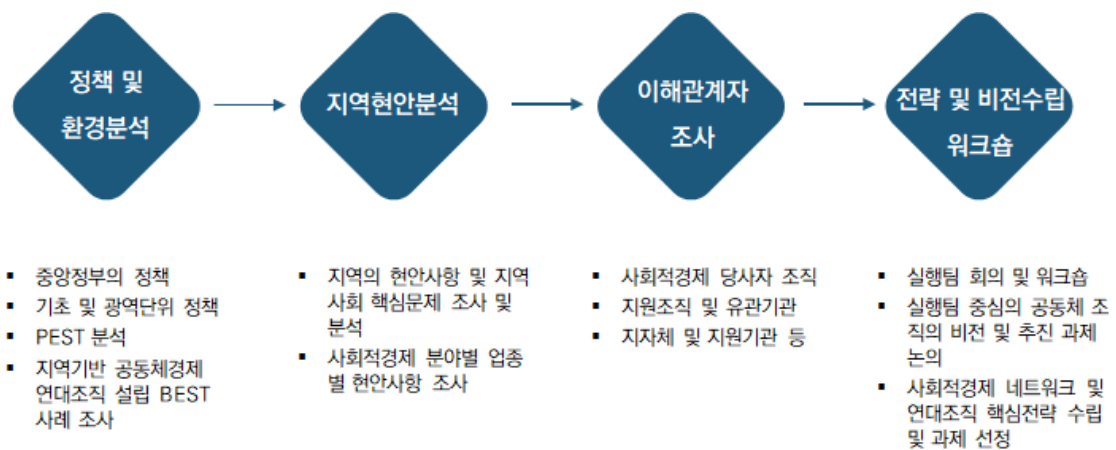 정책 및
환경분석
지역현안분석
이해관계자
조사
전략 및 비전수립
워크숍
▪ 중앙정부의 정책
▪ 기초 및 광역단위 정책
▪ PEST 분석
▪ 지역기반 공동체경제
연대조직 설립 BEST
사례 조사
▪ 지역의 현안사항 및 지역
사회 핵심문제 조사 및
분석
▪ 사회적경제 분야별 업종
별 현안사항 조사
▪ 사회적경제 당사자 조직
▪ 지원조직 및 유관기관
▪ 지자체 및 지원기관 등
▪ 실행팀 회의 및 워크숍
▪ 실행팀 중심의 공동체 조
직의 비전 및 추진 과제
논의
▪ 사회적경제 네트워크 및
연대조직 핵심전략 수립
및 과제 선정